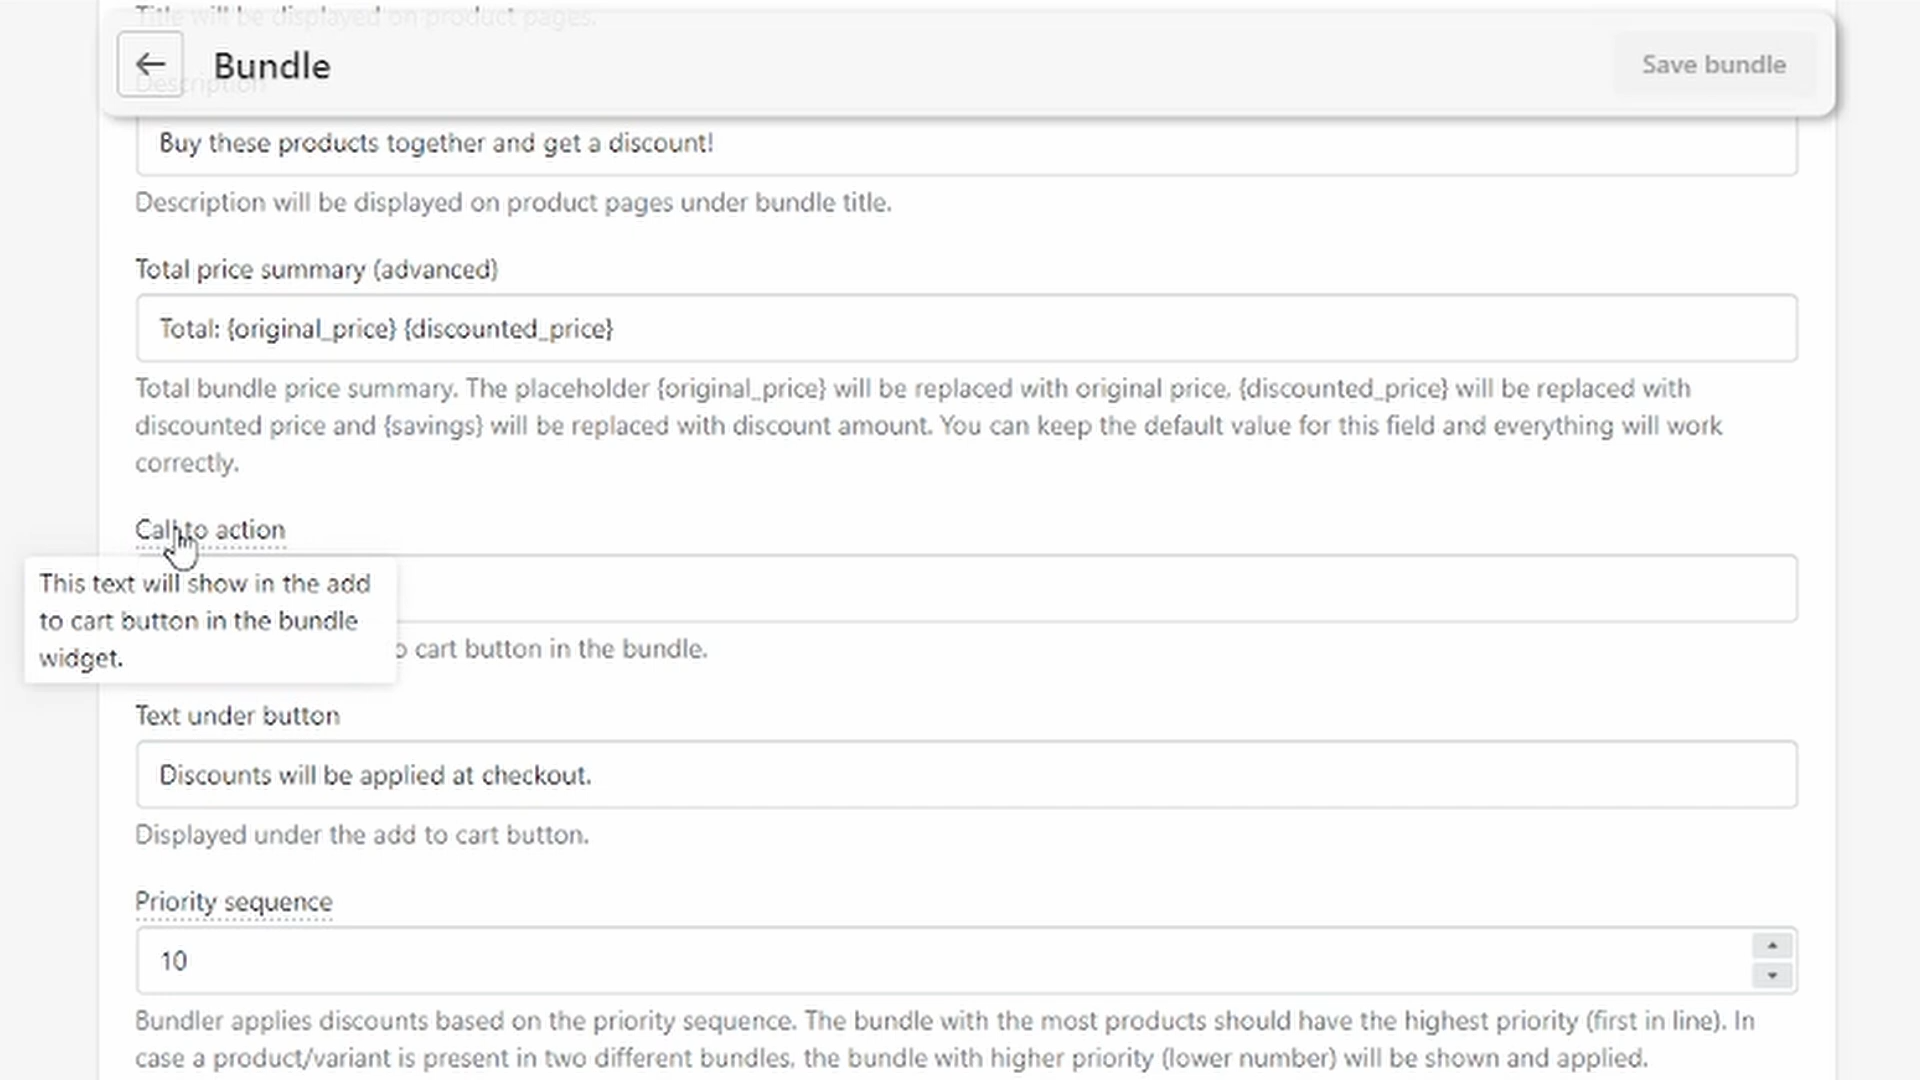 Title will be displayed on product pages.
Bundle
Save bundle
Description
Buy these products together and get a discount!
Description will be displayed on product pages under bundle title.
Total price summary (advanced)
Total: {original_price} {discounted_price}
Total bundle price summary. The placeholder {original_price} will be replaced with original price, {discounted_price} will be replaced with
discounted price and {savings} will be replaced with discount amount. You can keep the default value for this field and everything will work
correctly.
Call to action
This text will show in the add
to cart button in the bundle
widget.
cart button in the bundle.
Text under button
Discounts will be applied at checkout.
Displayed under the add to cart button.
Priority sequence
10
Bundler applies discounts based on the priority sequence. The bundle with the most products should have the highest priority (first in line). In
case a product/variant is present in two different bundles, the bundle with higher priority (lower number) will be shown and applied.